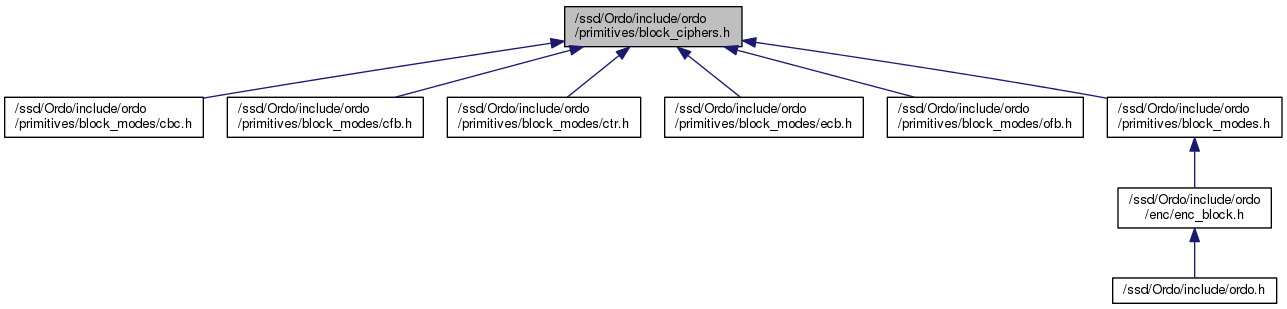 /ssd/Ordo/include/ordo
/primitives/block_ciphers.h
/ssd/Ordo/include/ordo
/primitives/block_modes/cbc.h
/ssd/Ordo/include/ordo
/primitives/block_modes/cfb.h
/ssd/Ordo/include/ordo
/primitives/block_modes/ctr.h
/ssd/Ordo/include/ordo
/primitives/block_modes/ecb.h
/ssd/Ordo/include/ordo
/primitives/block_modes/ofb.h
/ssd/Ordo/include/ordo
/primitives/block_modes.h
/ssd/Ordo/include/ordo
/enc/enc_block.h
/ssd/Ordo/include/ordo.h